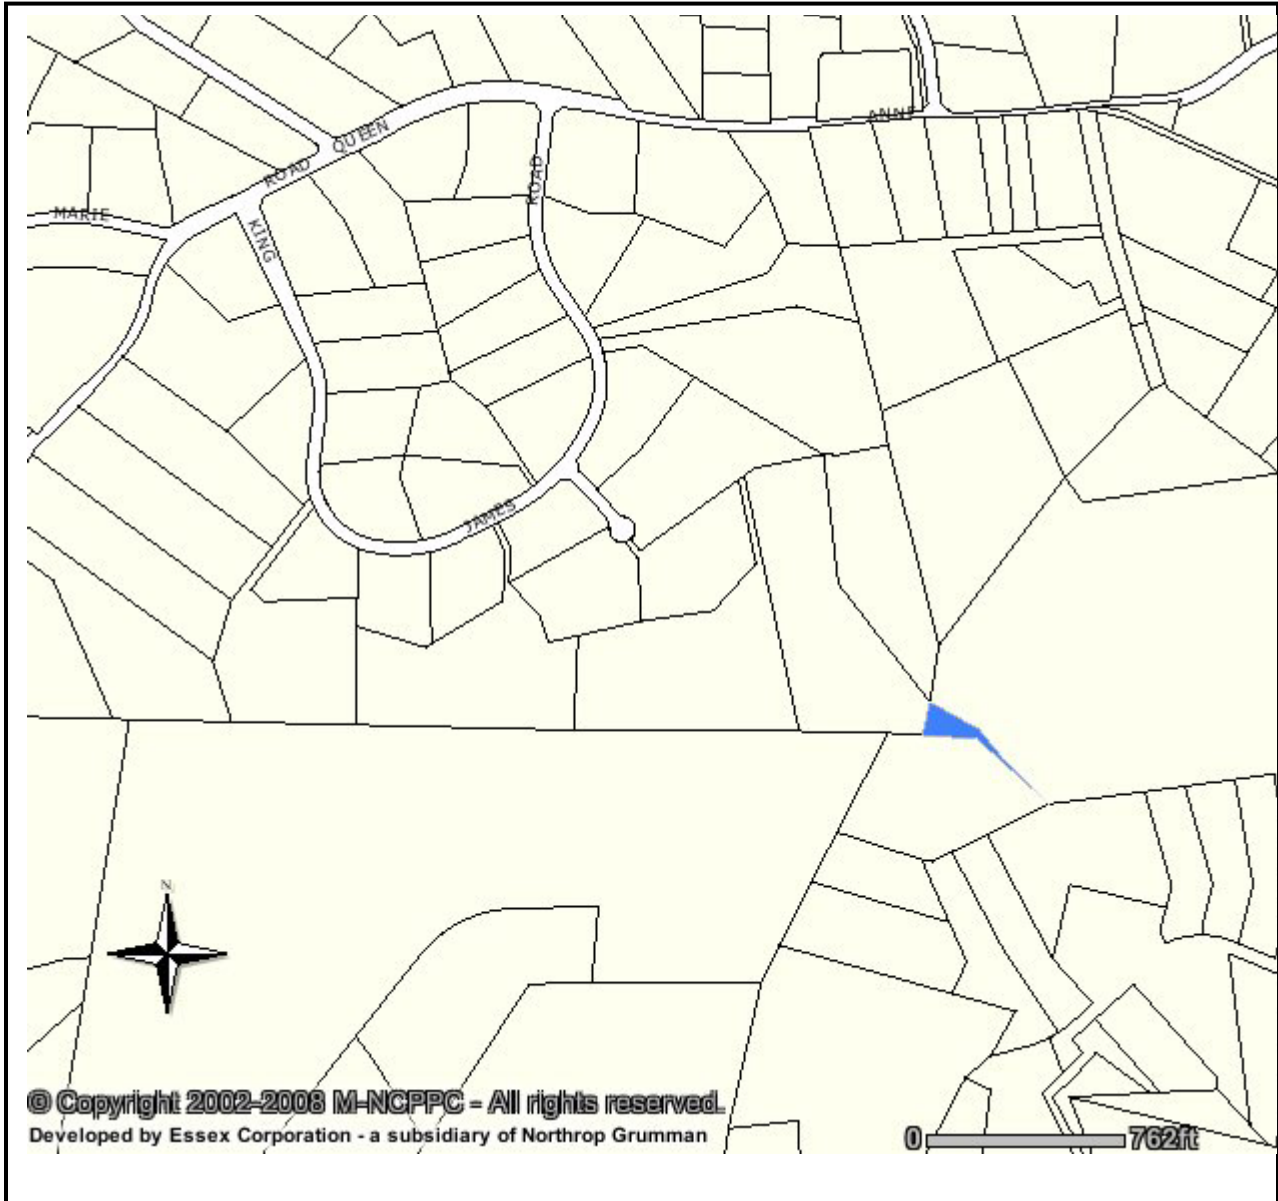 ANNE
QUEEN
ROAD
ROAD
MARIE
KING
JAMES
N
© Copyright 2002-2008 M-NCPPC - All rights reserved.
Developed by Essex Corporation - a subsidiary of Northrop Grumman
0 762ft